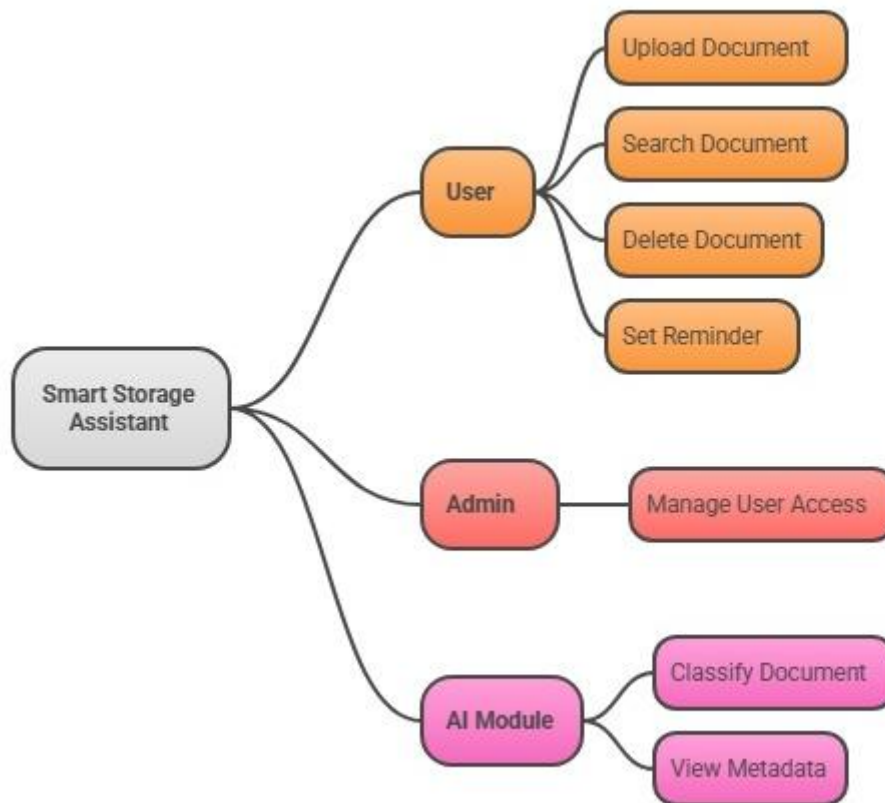 Upload Document
Search Document
User
Delete Document
Set Reminder
Smart Storage
Assistant
Admin
Manage User Access
Classify Document
AI Module
View Metadata